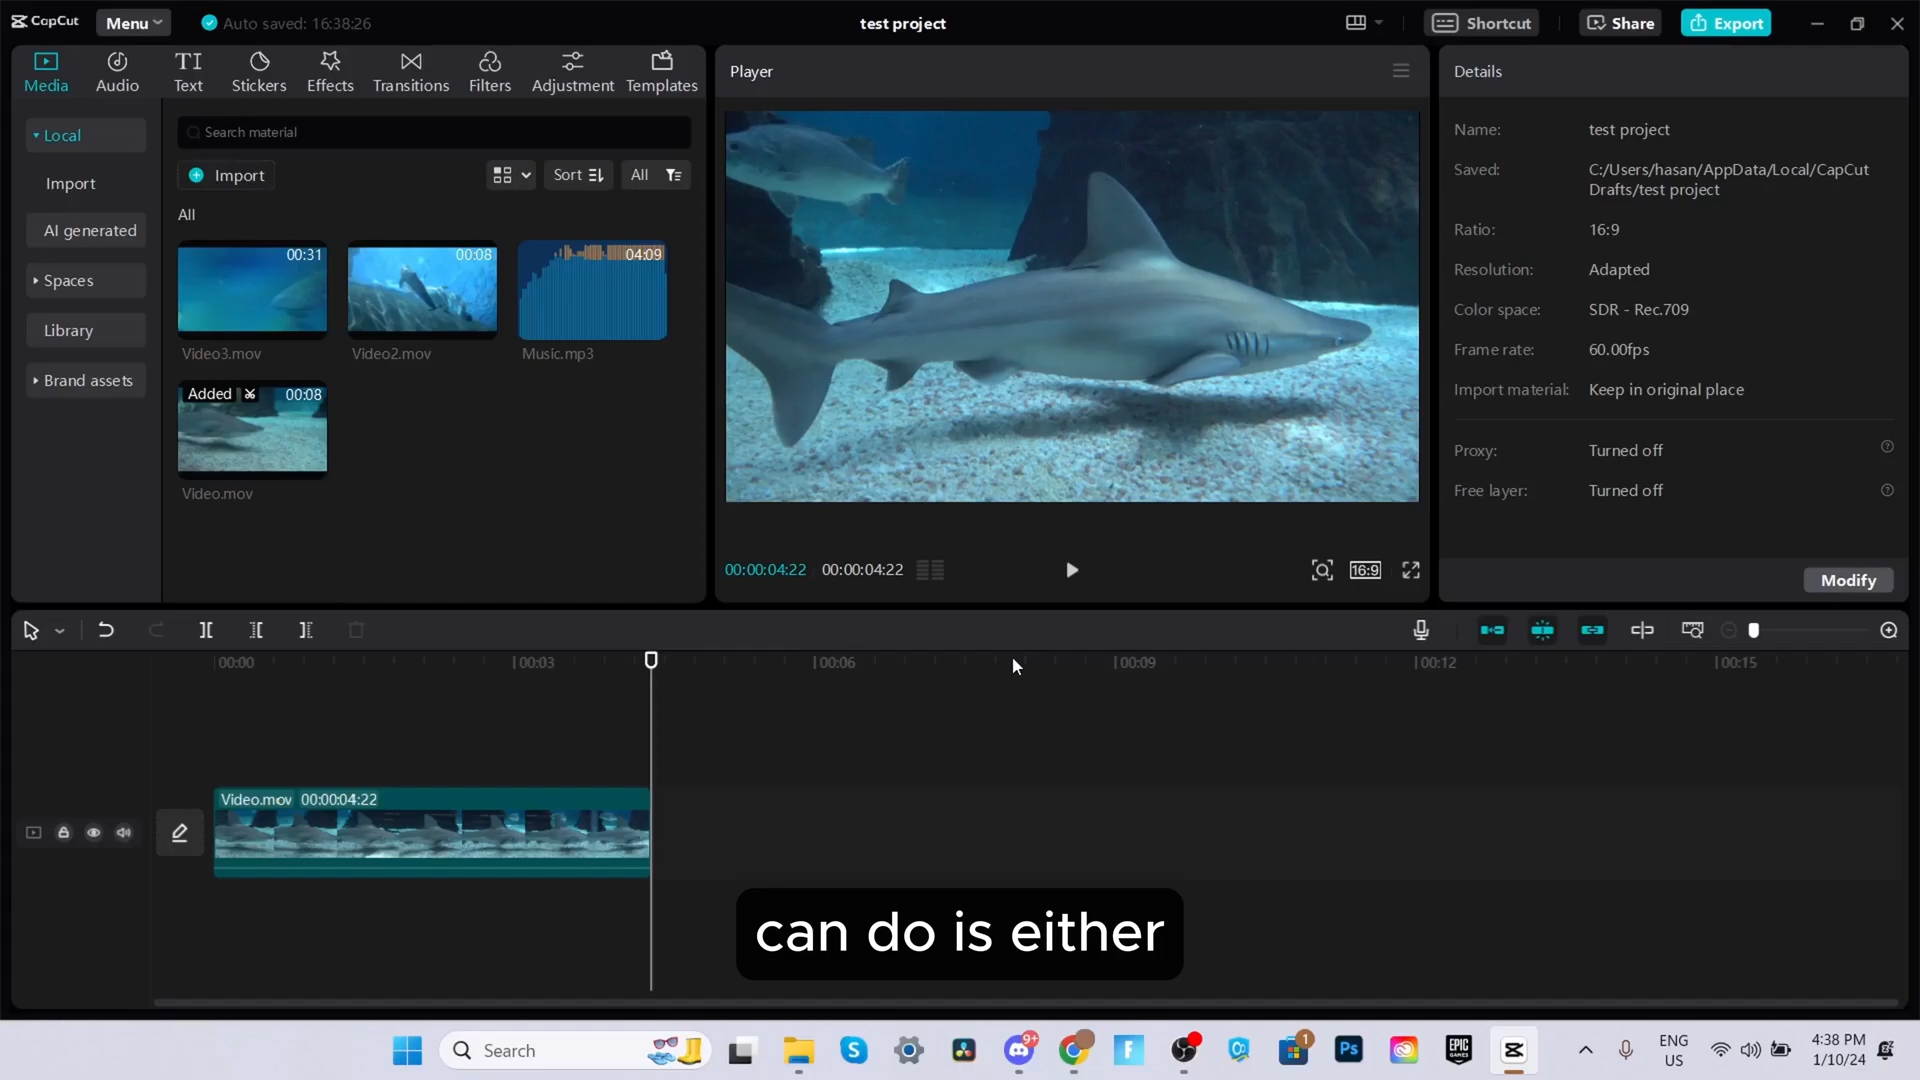 CapCut
Menu
Auto saved: 16:38:26
test project
Shortcut
Share
Export
Media
Audio
TI
Text
Stickers
Effects
Transitions
Filters
Adjustment
Templates
Player
Details
Local
Import
AI generated
Spaces
Library
Brand assets
Search material
Import
Sort
All
All
00:31
00:08
04:09
Video3.mov
Video2.mov
Music.mp3
Added
00:08
Video.mov
00:00:04:22
00:00:04:22
16:9
Name: test project
Saved: C:/Users/hasan/AppData/Local/CapCut
Drafts/test project
Ratio: 16:9
Resolution: Adapted
Color space: SDR - Rec.709
Frame rate: 60.00fps
Import material: Keep in original place
Proxy: Turned off
Free layer: Turned off
Modify
00:00
00:03
00:06
00:09
00:12
00:15
Video.mov 00:00:04:22
can do is either
Search
9+
F
1
Ps
EPIC
GAMES
ENG
US
4:38 PM
1/10/24